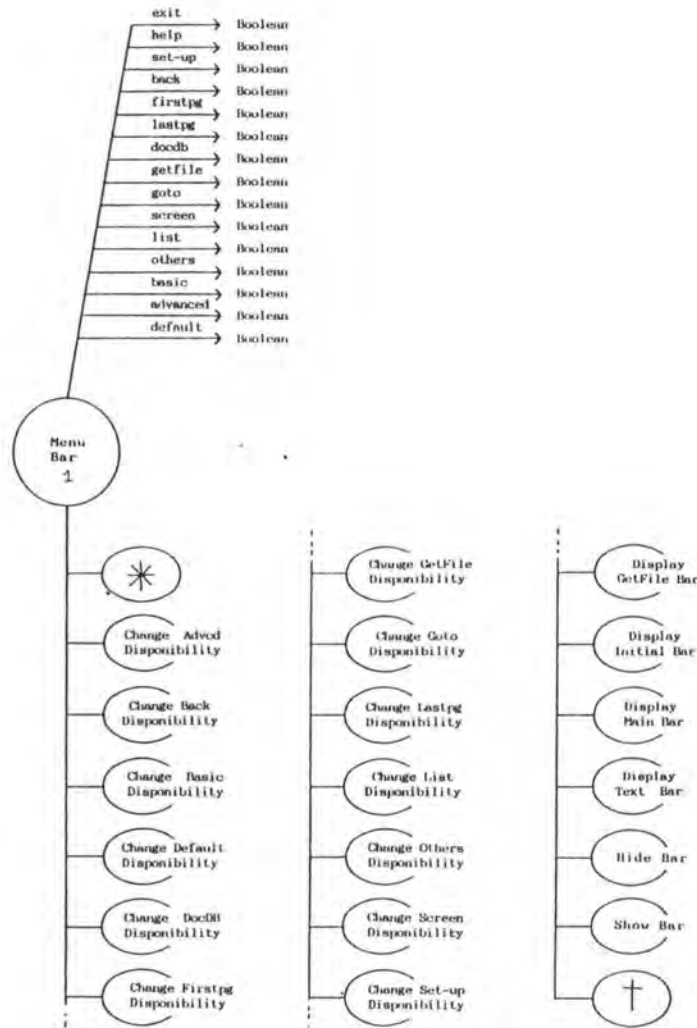 exit
Boolean
help
Boolean
set-up
Boolean
back
Boolean
firstpg
Boolean
lastpg
Boolean
docdb
Boolean
getfile
Boolean
goto
Boolean
screen
Boolean
list
Boolean
others
Boolean
basic
Boolean
advanced
Boolean
default
Boolean
Menu
Bar
1
Change Advcd
Disponibility
Change Back
Disponibility
Change Basic
Disponibility
Change Default
Disponibility
Change DocDB
Disponibility
Change Firstpg
Disponibility
Change GetFile
Disponibility
Change Goto
Disponibility
Change Lastpg
Disponibility
Change List
Disponibility
Change Others
Disponibility
Change Screen
Disponibility
Change Set-up
Disponibility
Display
GetFile Bar
Display
Initial Bar
Display
Main Bar
Display
Text Bar
Hide Bar
Show Bar